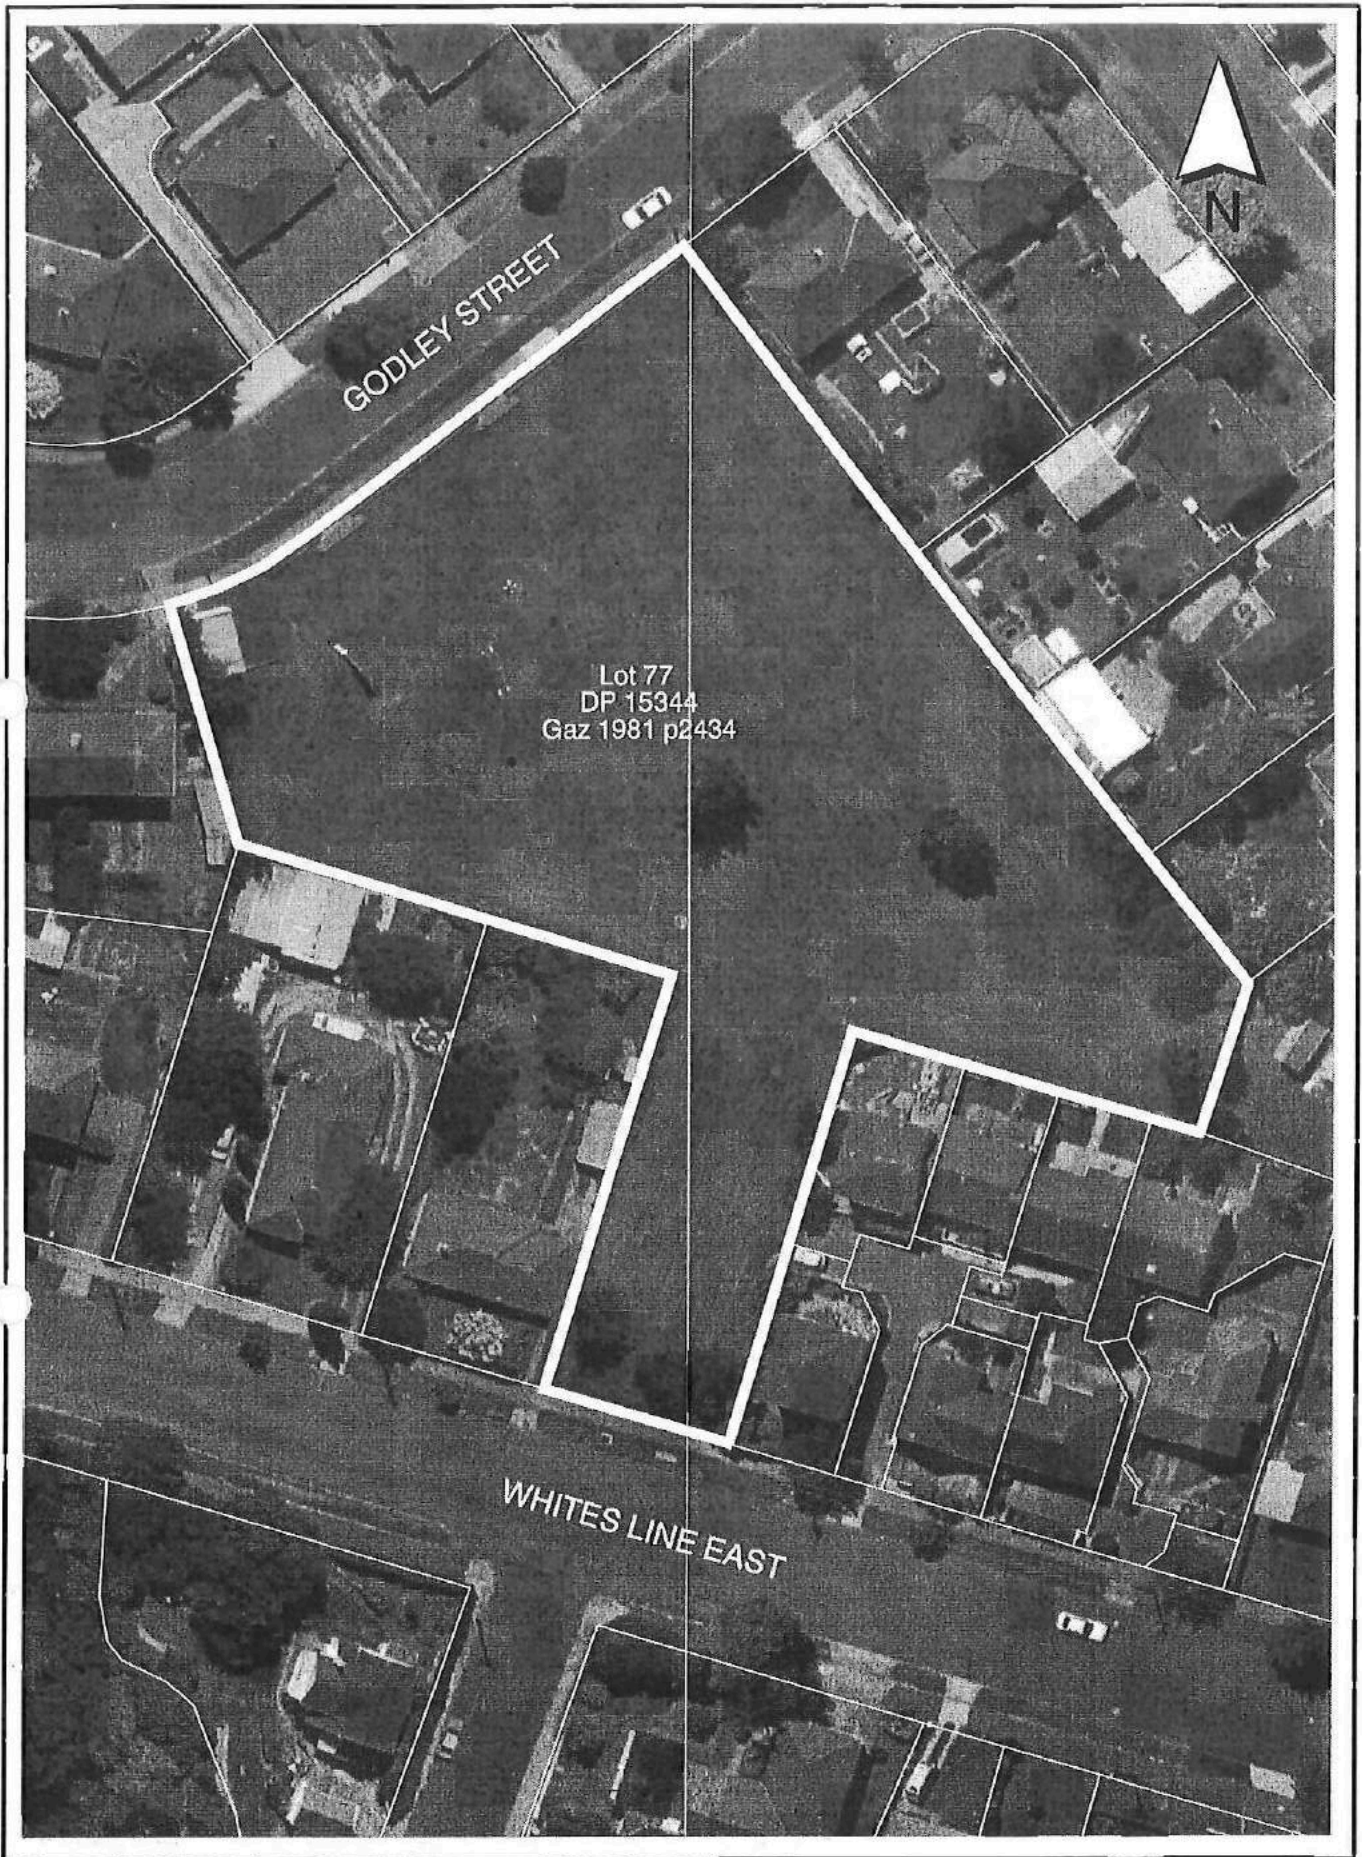 N
GODLEY STREET
Lot 77
DP 15344
Gaz 1981 p2434
WHITES LINE EAST